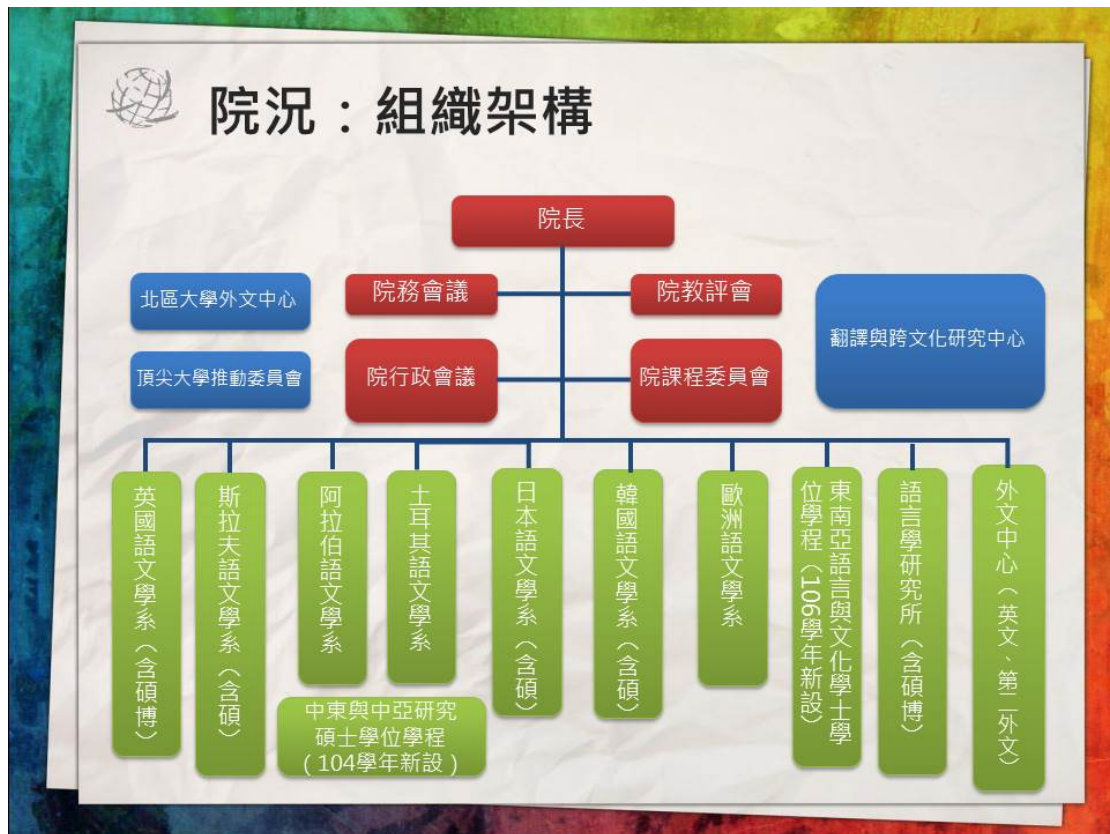 院況：組織架構
院長
北區大學外文中心
院務會議
院教評會
翻譯與跨文化研究中心
頂尖大學推動委員會
院行政會議
院課程委員會
英國語文學系（含碩博）
斯拉夫語文學系（含碩）
阿拉伯語文學系
土耳其語文學系
中東與中亞研究
碩士學位學程
（104學年新設）
日本語文學系（含碩）
韓國語文學系（含碩）
歐洲語文學系
東南亞語言與文化學士學
位學程（106學年新設）
語言學研究所（含碩博）
外文中心（英文、第二外文）